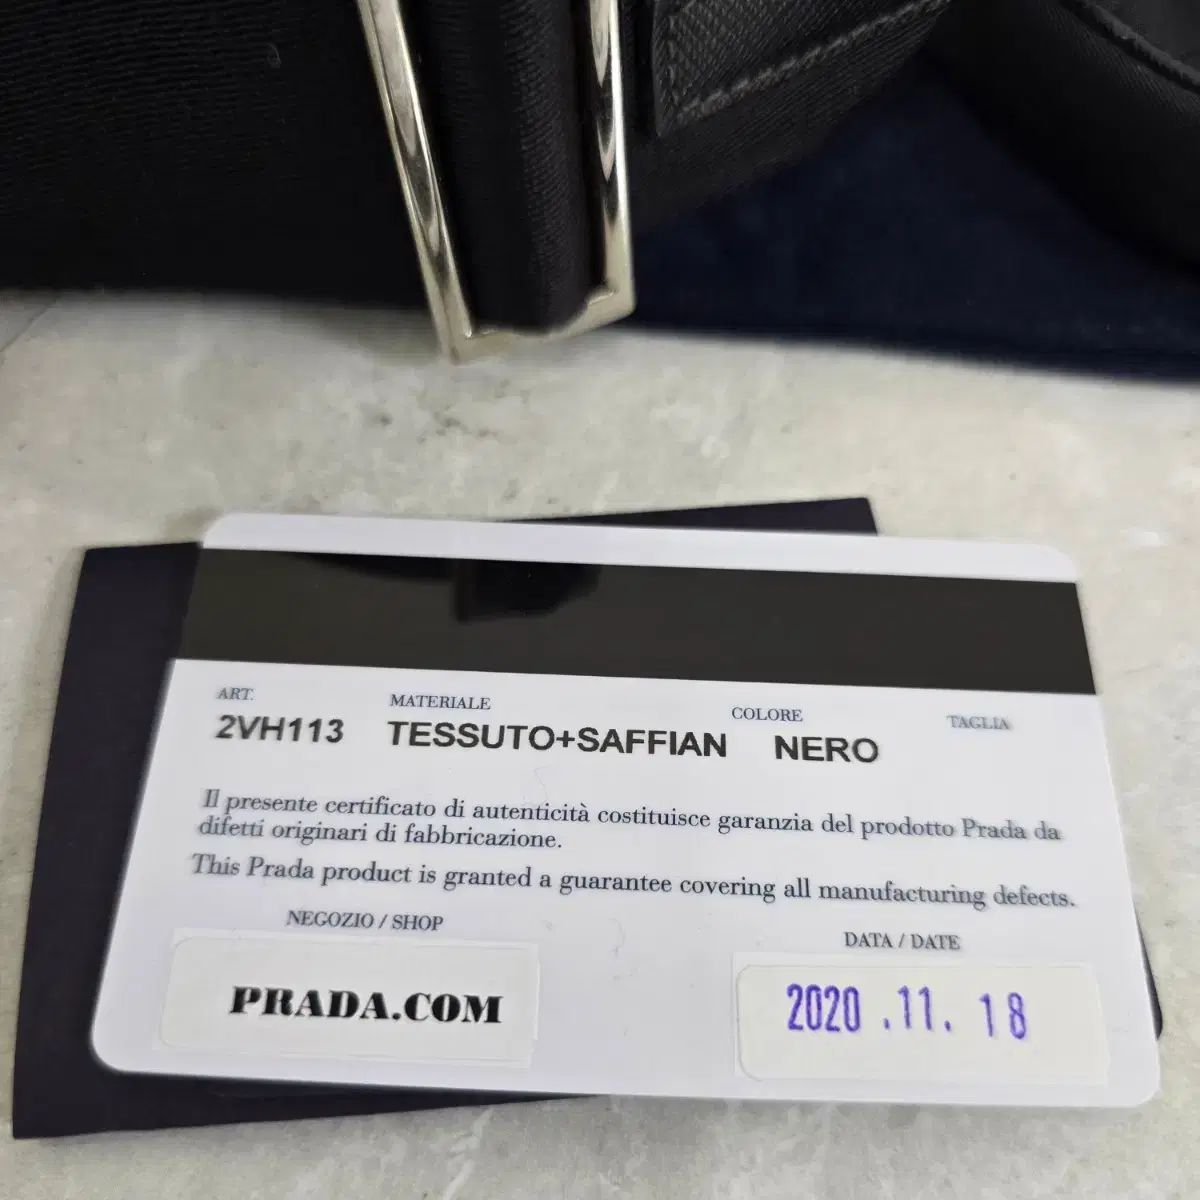 ART. MATERIALE COLORE TAGLIA
2VH113 TESSUTO+SAFFIAN NERO
Il presente certificato di autenticità costituisce garanzia del prodotto Prada da
difetti originari di fabbricazione.
This Prada product is granted a guarantee covering all manufacturing defects.
NEGOZIO / SHOP DATA / DATE
PRADA.COM 2020 .11. 18